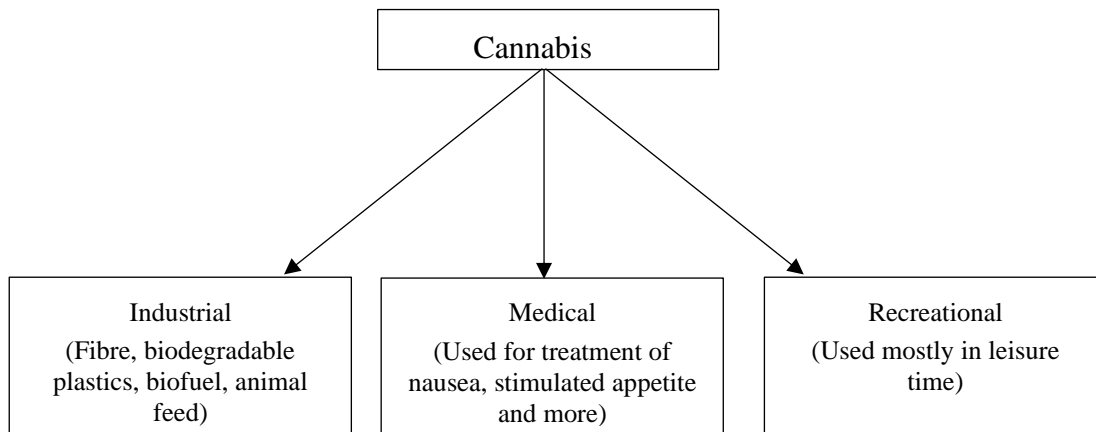 Cannabis
Industrial
(Fibre, biodegradable
plastics, biofuel, animal
feed)
Medical
(Used for treatment of
nausea, stimulated appetite
and more)
Recreational
(Used mostly in leisure
time)